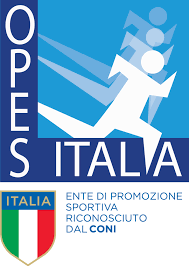 OPES
ITALIA
ITALIA
ENTE DI PROMOZIONE
SPORTIVA
RICONOSCIUTO
DAL CONI